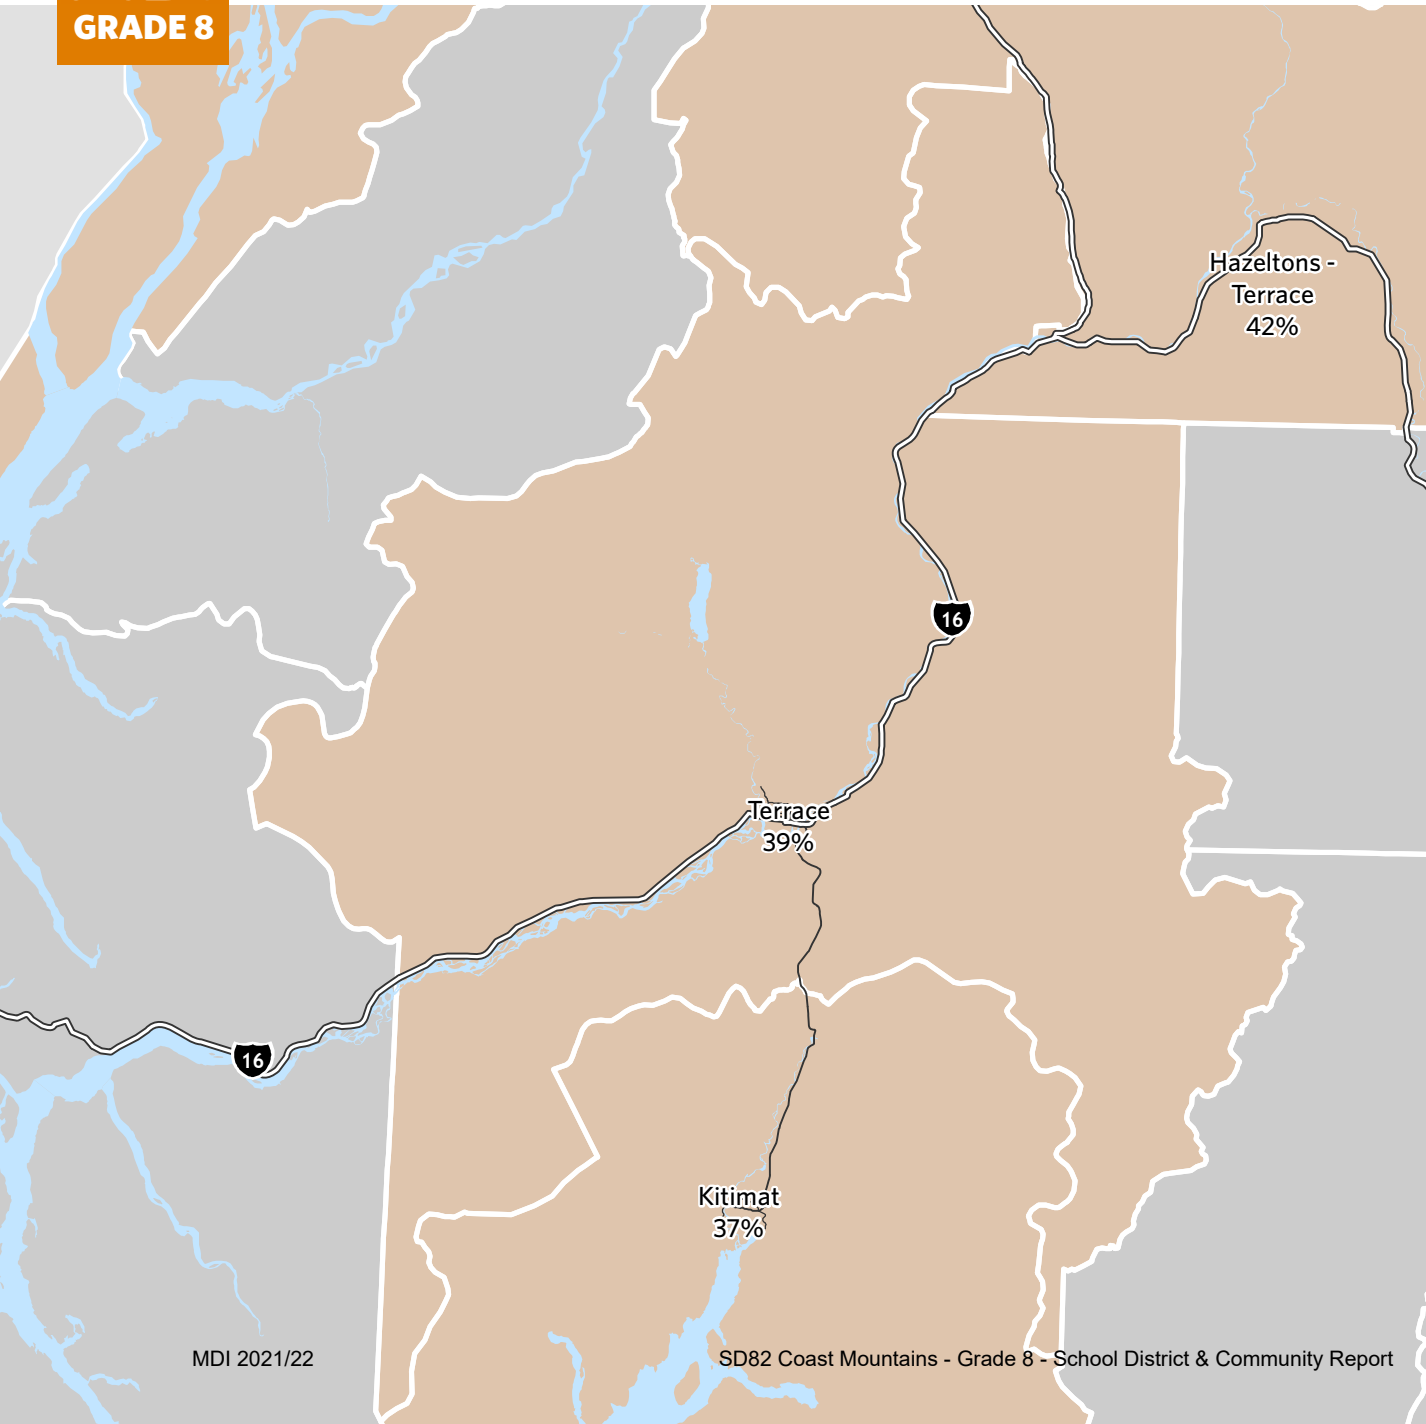 GRADE 8
Hazeltons -
Terrace
42%
16
Terrace
39%
16
Kitimat
37%
MDI 2021/22
SD82 Coast Mountains - Grade 8 - School District & Community Report